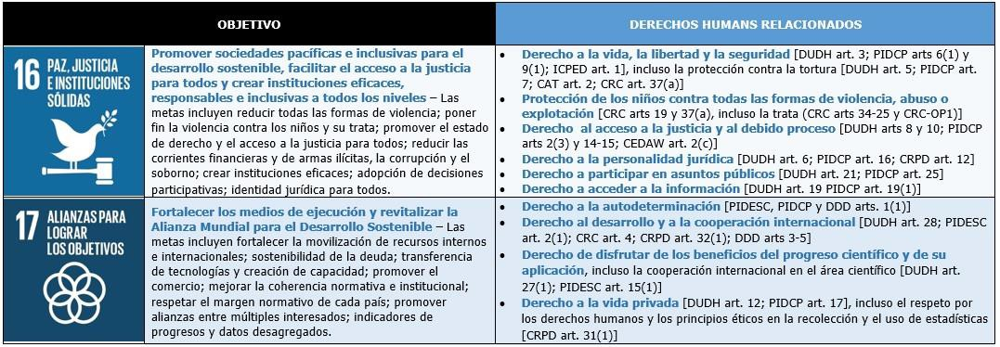 OBJETIVO
DERECHOS HUMANS RELACIONADOS
16 PAZ, JUSTICIA
E INSTITUCIONES
SÓLIDAS
Promover sociedades pacíficas e inclusivas para el
desarrollo sostenible, facilitar el acceso a la justicia
para todos y crear instituciones eficaces,
responsables e inclusivas a todos los niveles – Las
metas incluyen reducir todas las formas de violencia; poner
fin la violencia contra los niños y su trata; promover el estado
de derecho y el acceso a la justicia para todos; reducir las
corrientes financieras y de armas ilícitas, la corrupción y el
soborno; crear instituciones eficaces; adopción de decisiones
participativas; identidad jurídica para todos.
• Derecho a la vida, la libertad y la seguridad [DUDH art. 3; PIDCP arts 6(1) y
9(1); ICPED art. 1], incluso la protección contra la tortura [DUDH art. 5; PIDCP art.
7; CAT art. 2; CRC art. 37(a)]
• Protección de los niños contra todas las formas de violencia, abuso o
explotación [CRC arts 19 y 37(a), incluso la trata (CRC arts 34-25 y CRC-OP1)]
• Derecho al acceso a la justicia y al debido proceso [DUDH arts 8 y 10; PIDCP
arts 2(3) y 14-15; CEDAW art. 2(c)]
• Derecho a la personalidad jurídica [DUDH art. 6; PIDCP art. 16; CRPD art. 12]
• Derecho a participar en asuntos públicos [DUDH art. 21; PIDCP art. 25]
• Derecho a acceder a la información [DUDH art. 19 PIDCP art. 19(1)]
17 ALIANZAS PARA
LOGRAR
LOS OBJETIVOS
Fortalecer los medios de ejecución y revitalizar la
Alianza Mundial para el Desarrollo Sostenible – Las
metas incluyen fortalecer la movilización de recursos internos
e internacionales; sostenibilidad de la deuda; transferencia
de tecnologías y creación de capacidad; promover el
comercio; mejorar la coherencia normativa e institucional;
respetar el margen normativo de cada país; promover
alianzas entre múltiples interesados; indicadores de
progresos y datos desagregados.
• Derecho a la autodeterminación [PIDESC, PIDCP y DDD arts. 1(1)]
• Derecho al desarrollo y a la cooperación internacional [DUDH art. 28; PIDESC
art. 2(1); CRC art. 4; CRPD art. 32(1); DDD arts 3-5]
• Derecho de disfrutar de los beneficios del progreso científico y de su
aplicación, incluso la cooperación internacional en el área científico [DUDH art.
27(1); PIDESC art. 15(1)]
• Derecho a la vida privada [DUDH art. 12; PIDCP art. 17], incluso el respeto por
los derechos humanos y los principios éticos en la recolección y el uso de estadísticas
[CRPD art. 31(1)]